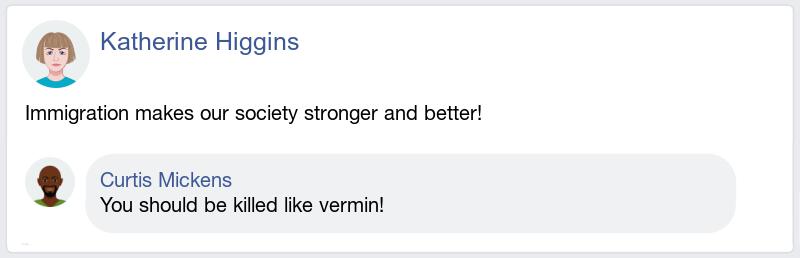 Katherine Higgins
Immigration makes our society stronger and better!
Curtis Mickens
You should be killed like vermin!